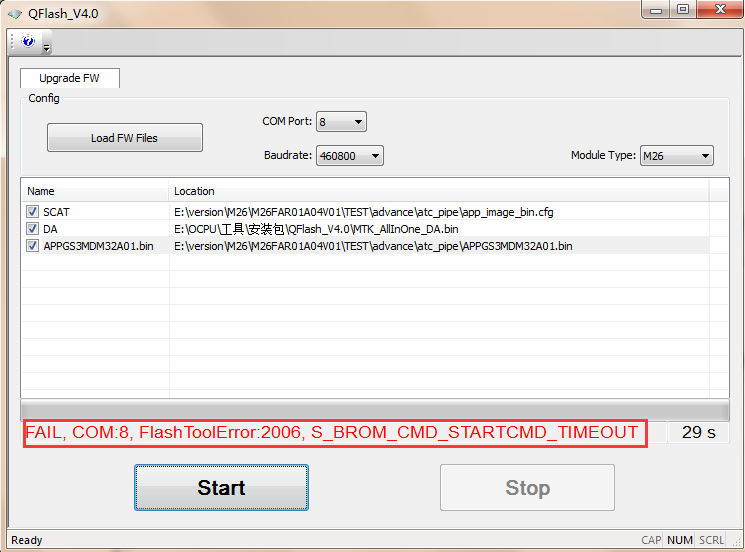 QFlash_V4.0
Upgrade FW
Config
Load FW Files
COM Port: 8
Baudrate: 460800
Module Type: M26
Name Location
SCAT E:\version\M26\M26FAR01A04V01\TEST\advance\atc_pipe\app_image_bin.cfg
DA E:\OCPU\工具\安装包\QFlash_V4.0\MTK_AllInOne_DA.bin
APPGS3MDM32A01.bin E:\version\M26\M26FAR01A04V01\TEST\advance\atc_pipe\APPGS3MDM32A01.bin
FAIL, COM:8, FlashToolError:2006, S_BROM_CMD_STARTCMD_TIMEOUT 29 s
Start Stop
Ready CAP NUM SCRL